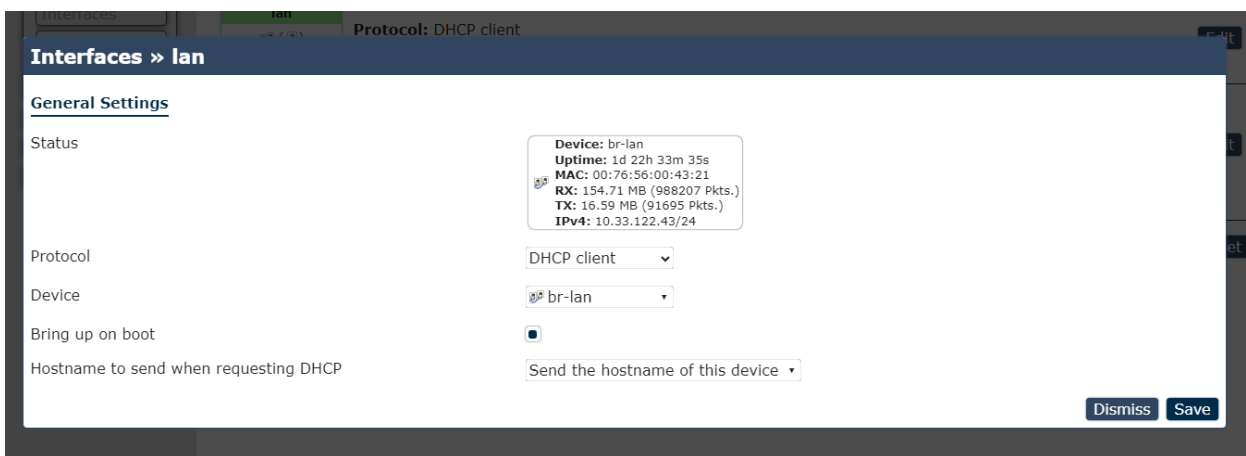 Interfaces
lan
Protocol: DHCP client
Edit
Interfaces » lan
General Settings
Status
Device: br-lan
Uptime: 1d 22h 33m 35s
MAC: 00:76:56:00:43:21
RX: 154.71 MB (988207 Pkts.)
TX: 16.59 MB (91695 Pkts.)
IPv4: 10.33.122.43/24
Protocol
DHCP client
Device
br-lan
Bring up on boot
Hostname to send when requesting DHCP
Send the hostname of this device
Dismiss
Save